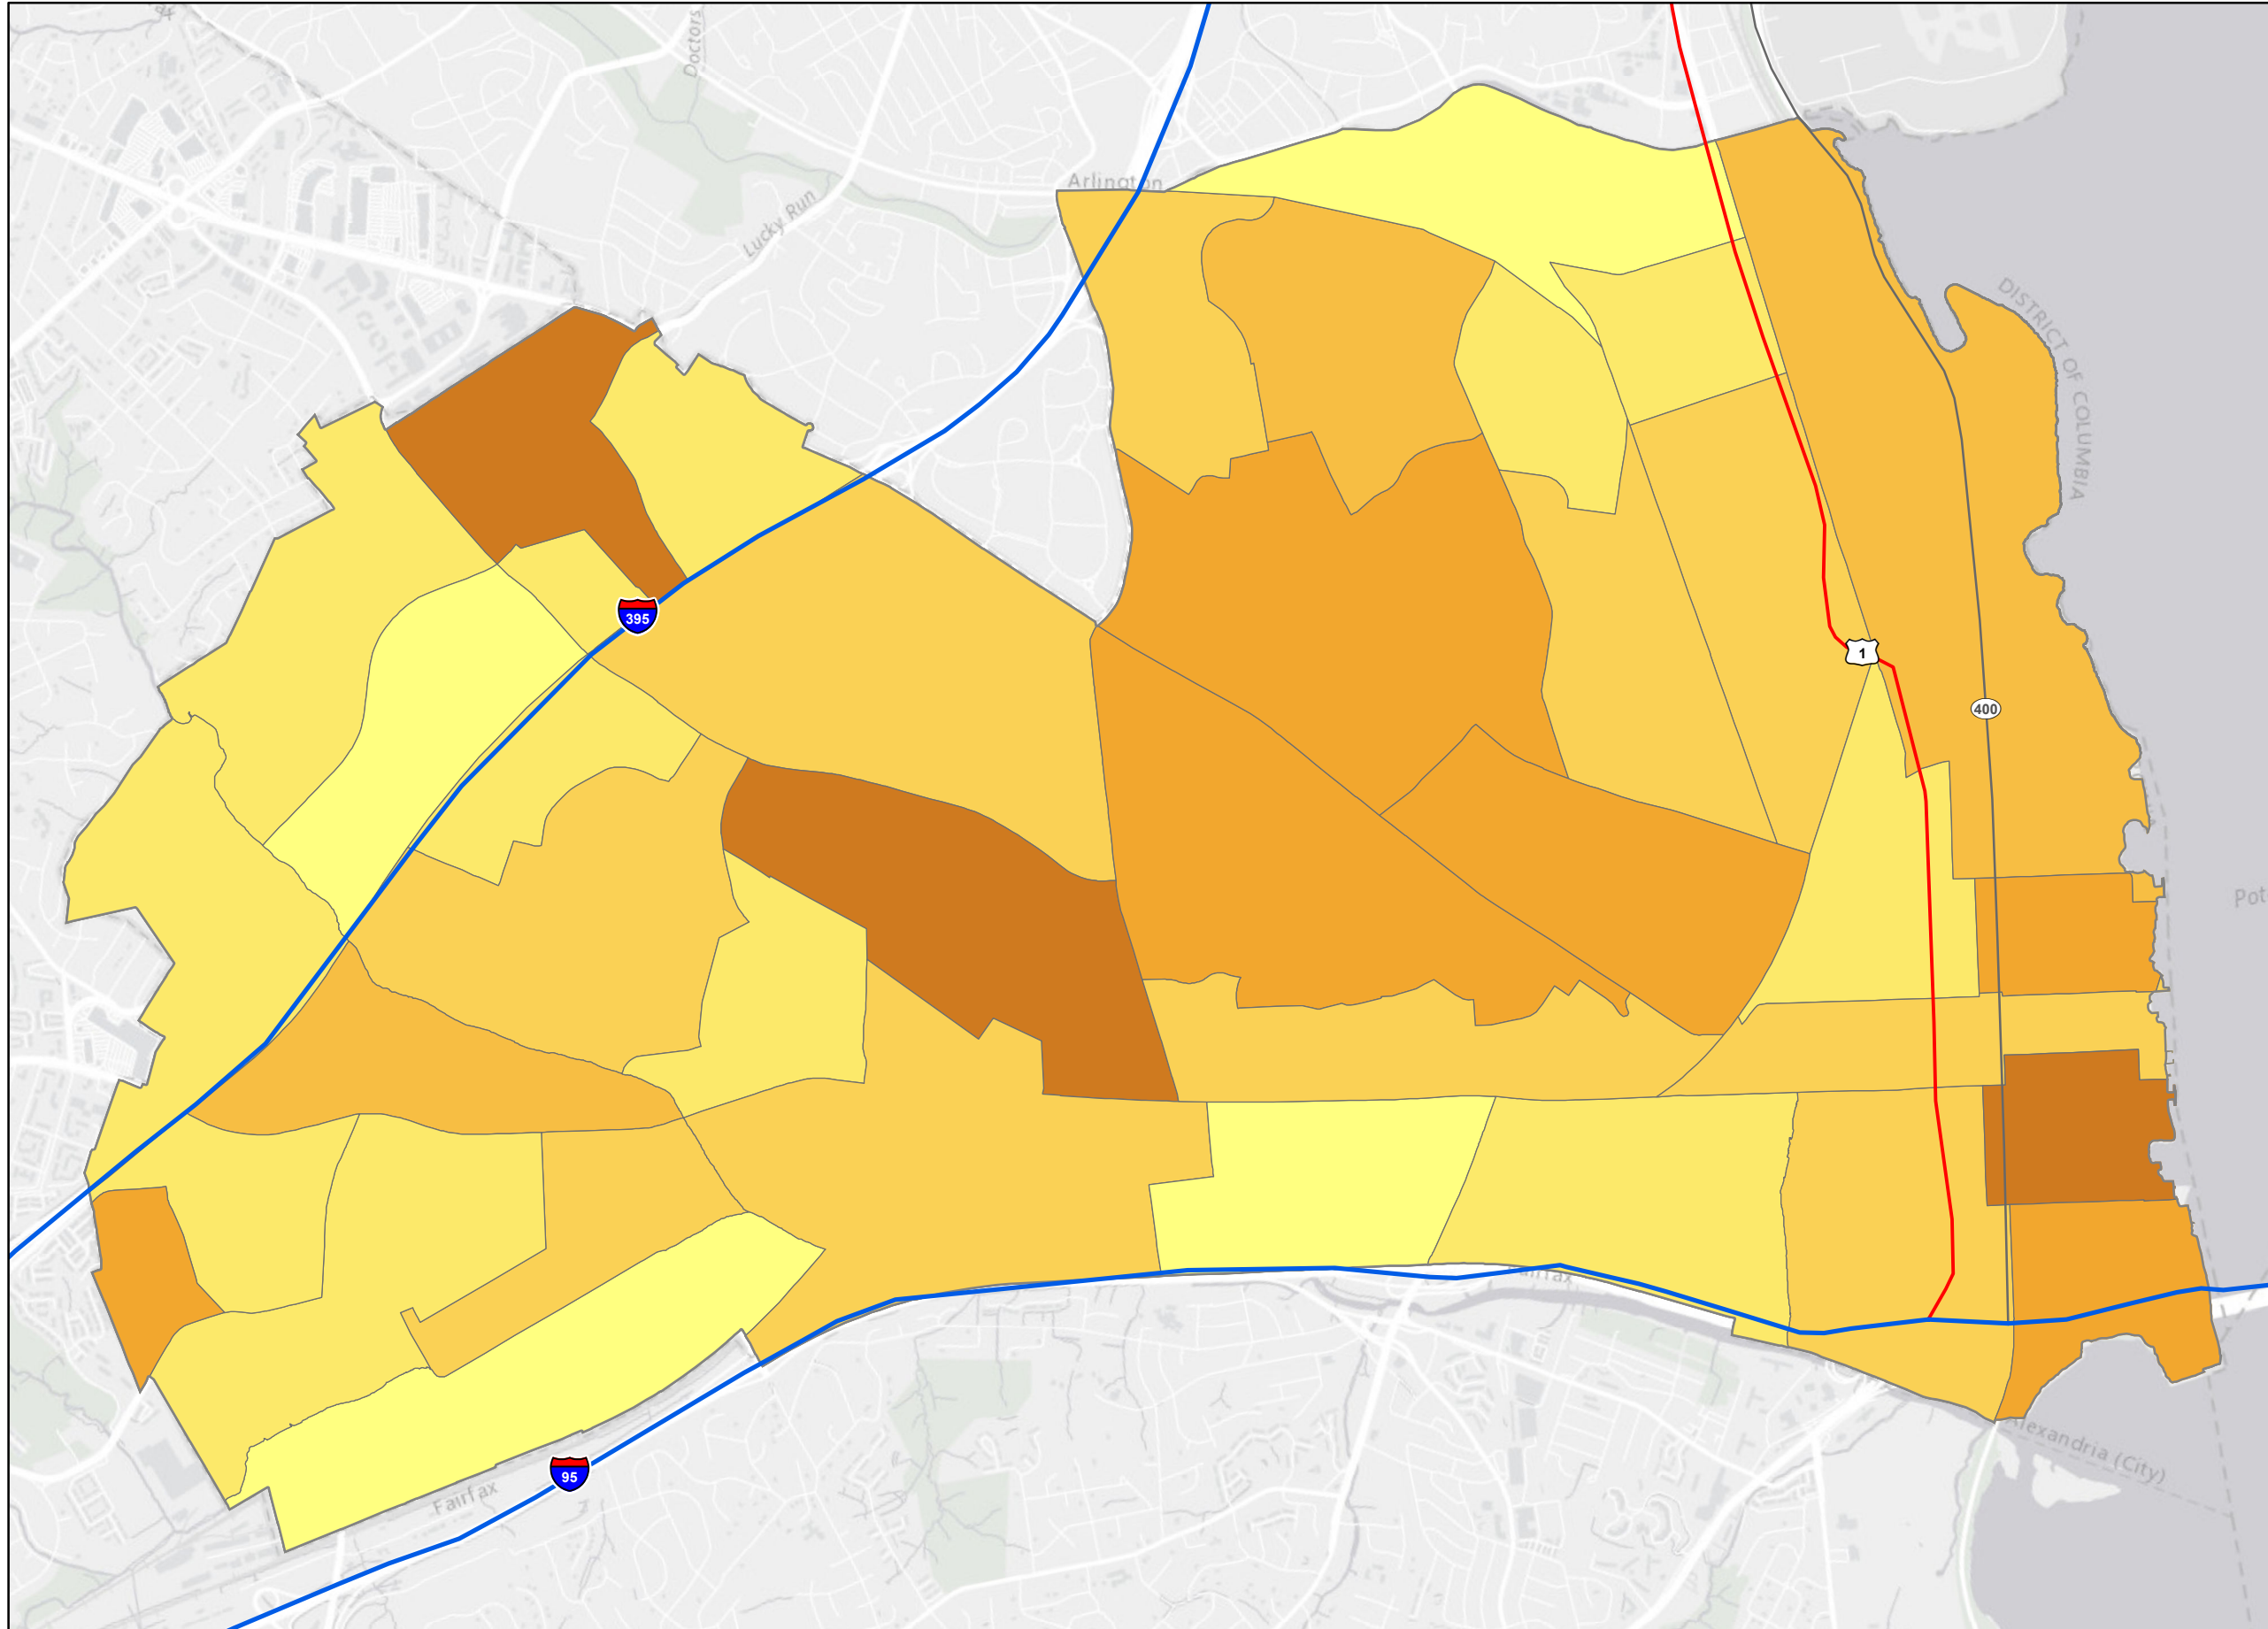 Doctors
Arlington
Lucky Run
DISTRICT OF COLUMBIA
395
1
400
Pot
Fairfax
Alexandria (City)
95
Fairfax